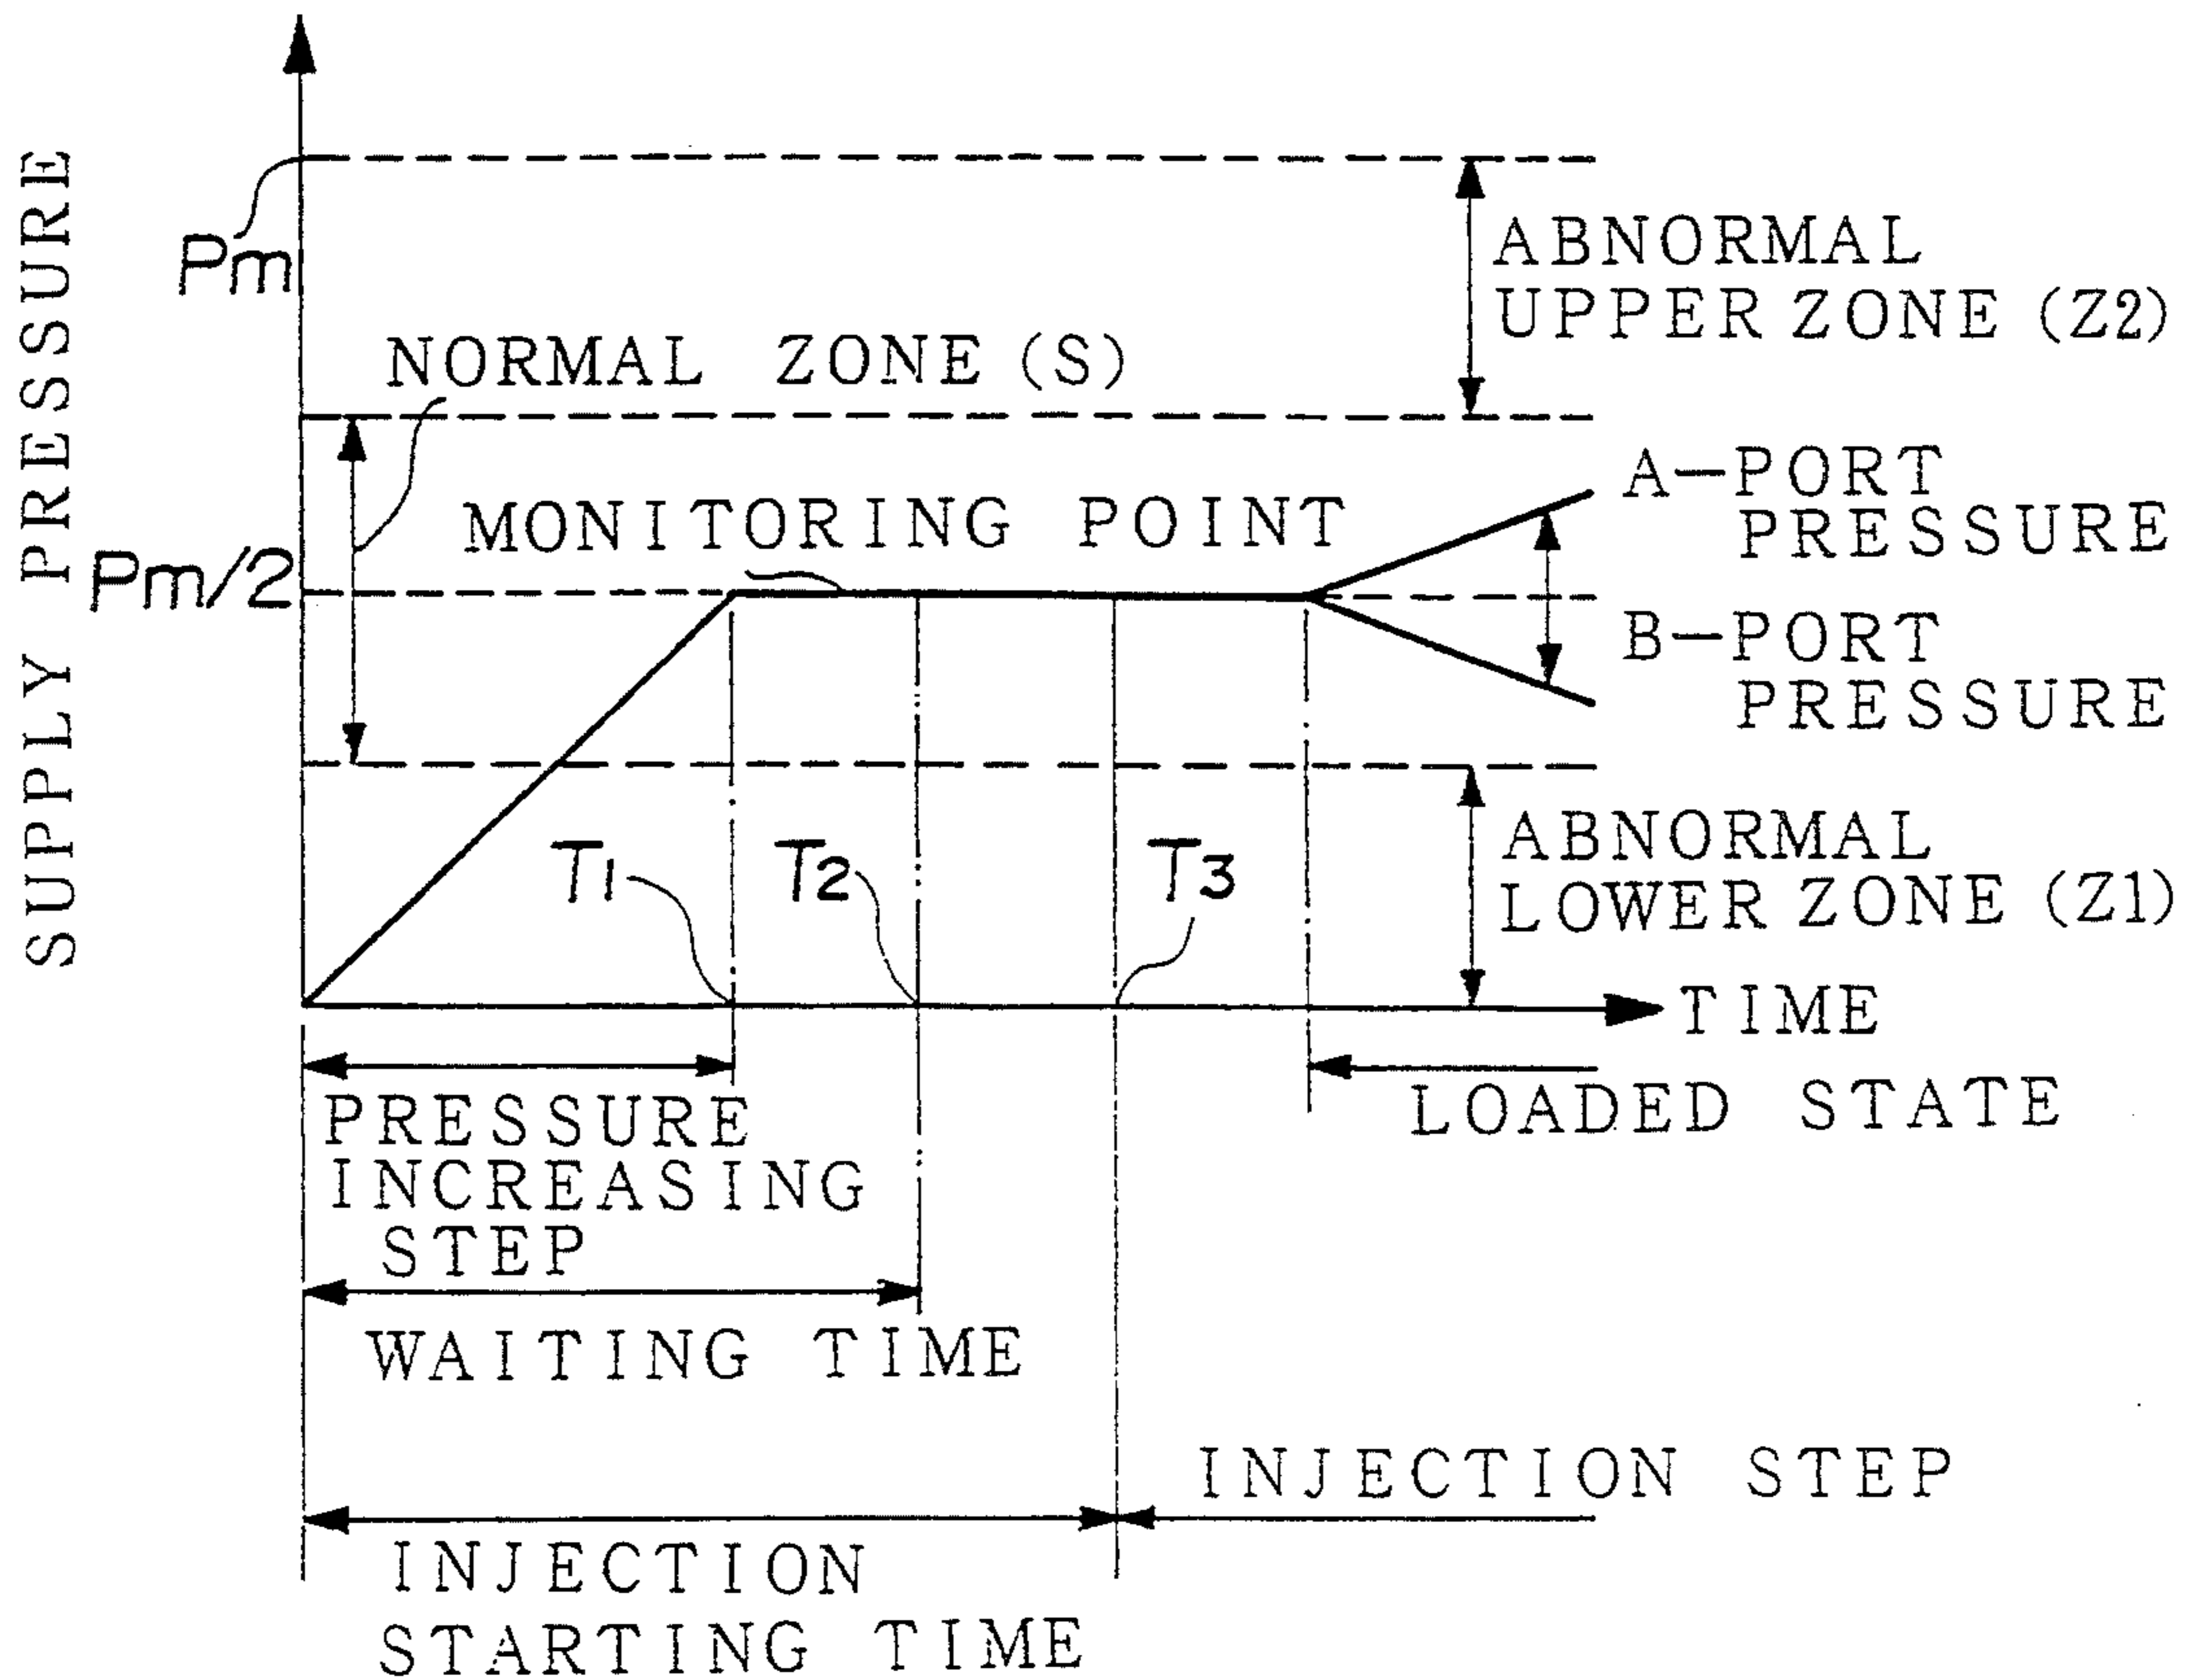 SUPPLY PRESSURE
Pm
ABNORMAL
UPPER ZONE (Z2)
NORMAL ZONE (S)
A-PORT
PRESSURE
MONITORING POINT
Pm/2
B-PORT
PRESSURE
T1
T2
T3
ABNORMAL
LOWER ZONE (Z1)
TIME
PRESSURE
INCREASING
STEP
LOADED STATE
WAITING TIME
INJECTION STEP
INJECTION
STARTING TIME